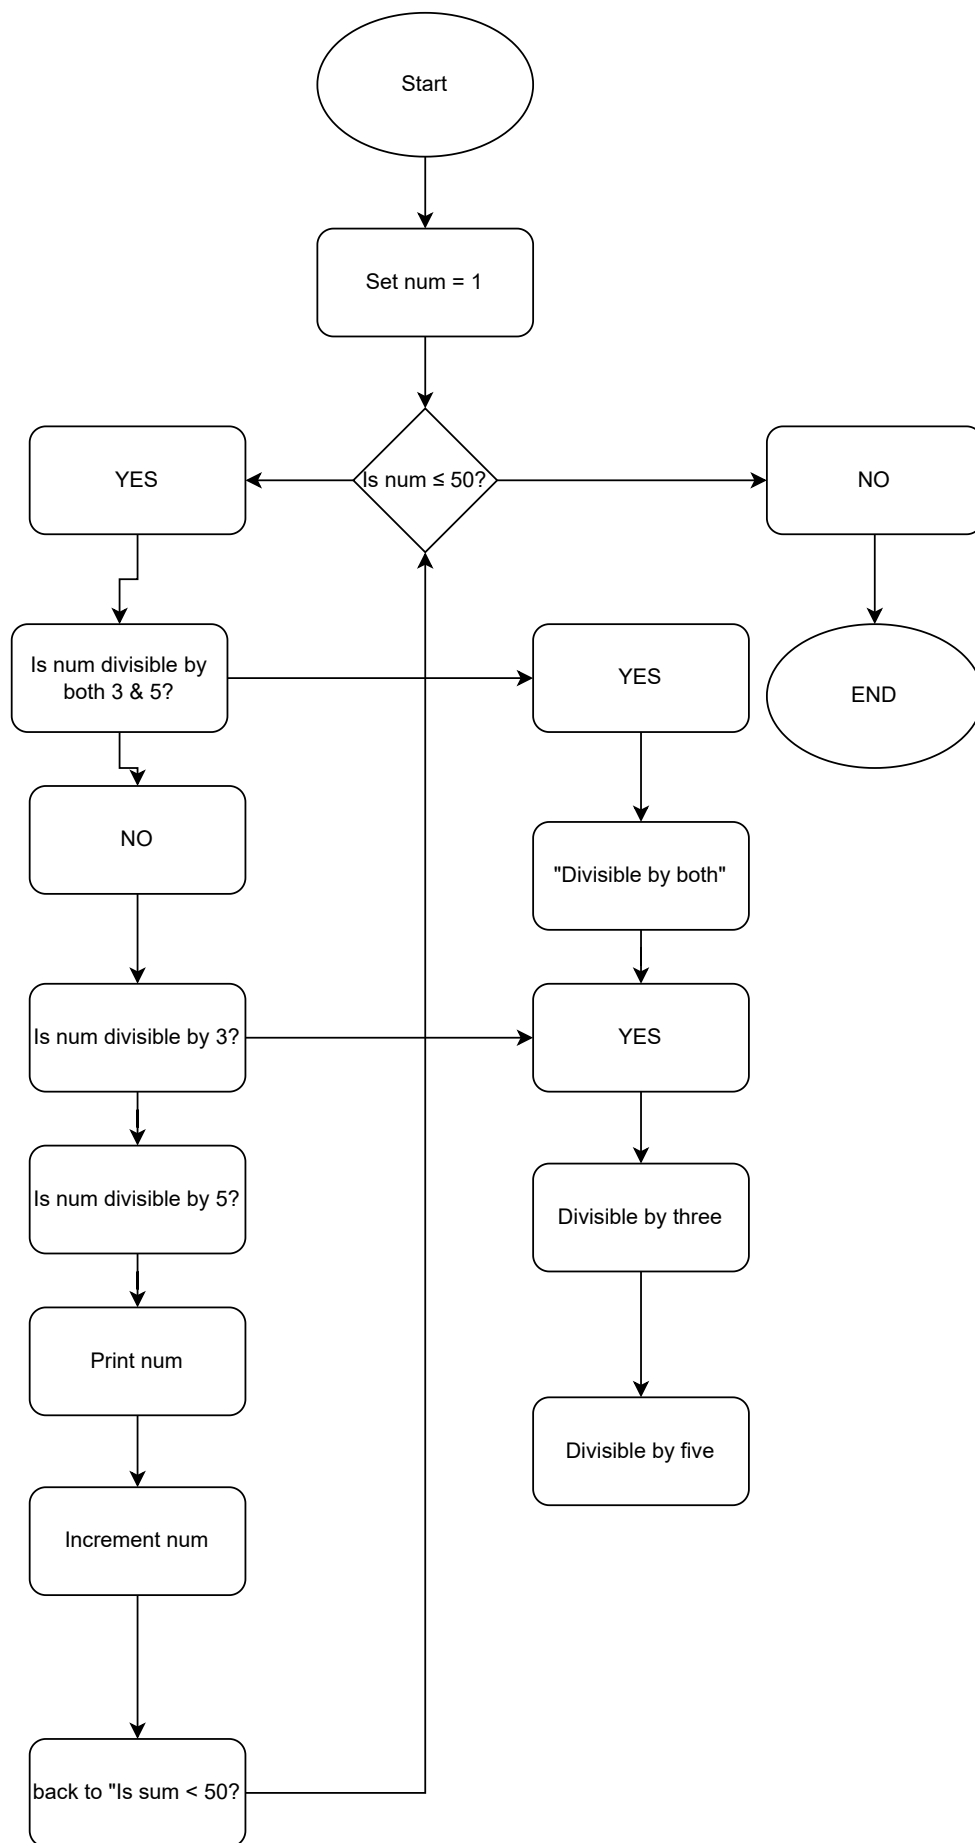 Start
Set num = 1
YES
Is num ≤ 50?
NO
Is num divisible by
both 3 & 5?
YES
END
NO
"Divisible by both"
Is num divisible by 3?
YES
Is num divisible by 5?
Divisible by three
Print num
Divisible by five
Increment num
back to "Is sum < 50?